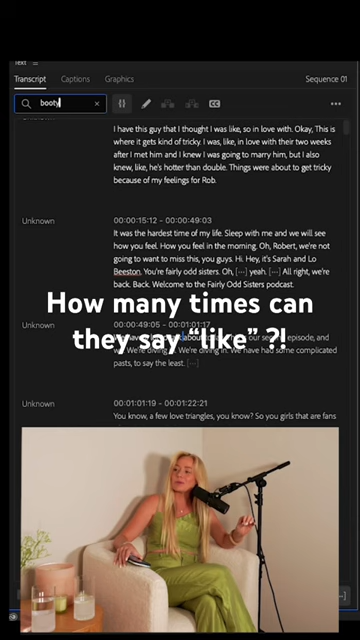 Text
Transcript Captions Graphics Sequence 01
booty
Unknown
I have this guy that I thought I was like, so in love with. Okay, This is
where it gets kind of tricky. I was, like, in love with their two weeks
after I met him and I knew I was going to marry him, but I also
knew, like, he's hotter than double. Things were about to get tricky
because of my feelings for Rob.
Unknown 00:00:15:12 - 00:00:49:03
It was the hardest time of my life. Sleep with me and we will see
how you feel. How you feel in the morning. Oh, Robert, we're not
going to want to miss this, you guys. Hi. Hey, it's Sarah and Lo
Beeston. You're fairly odd sisters. Oh, [...] yeah. [...] All right, we're
back. Back. Welcome to the Fairly Odd Sisters podcast.
How many times can
they say “like” ?!
Unknown 00:00:49:05 - 00:01:01:17
about episode, and
We're diving We're diving in. We have had some complicated
pasts, to say the least. [...]
Unknown 00:01:01:19 - 00:01:22:21
You know, a few love triangles, you know? So you girls that are fans